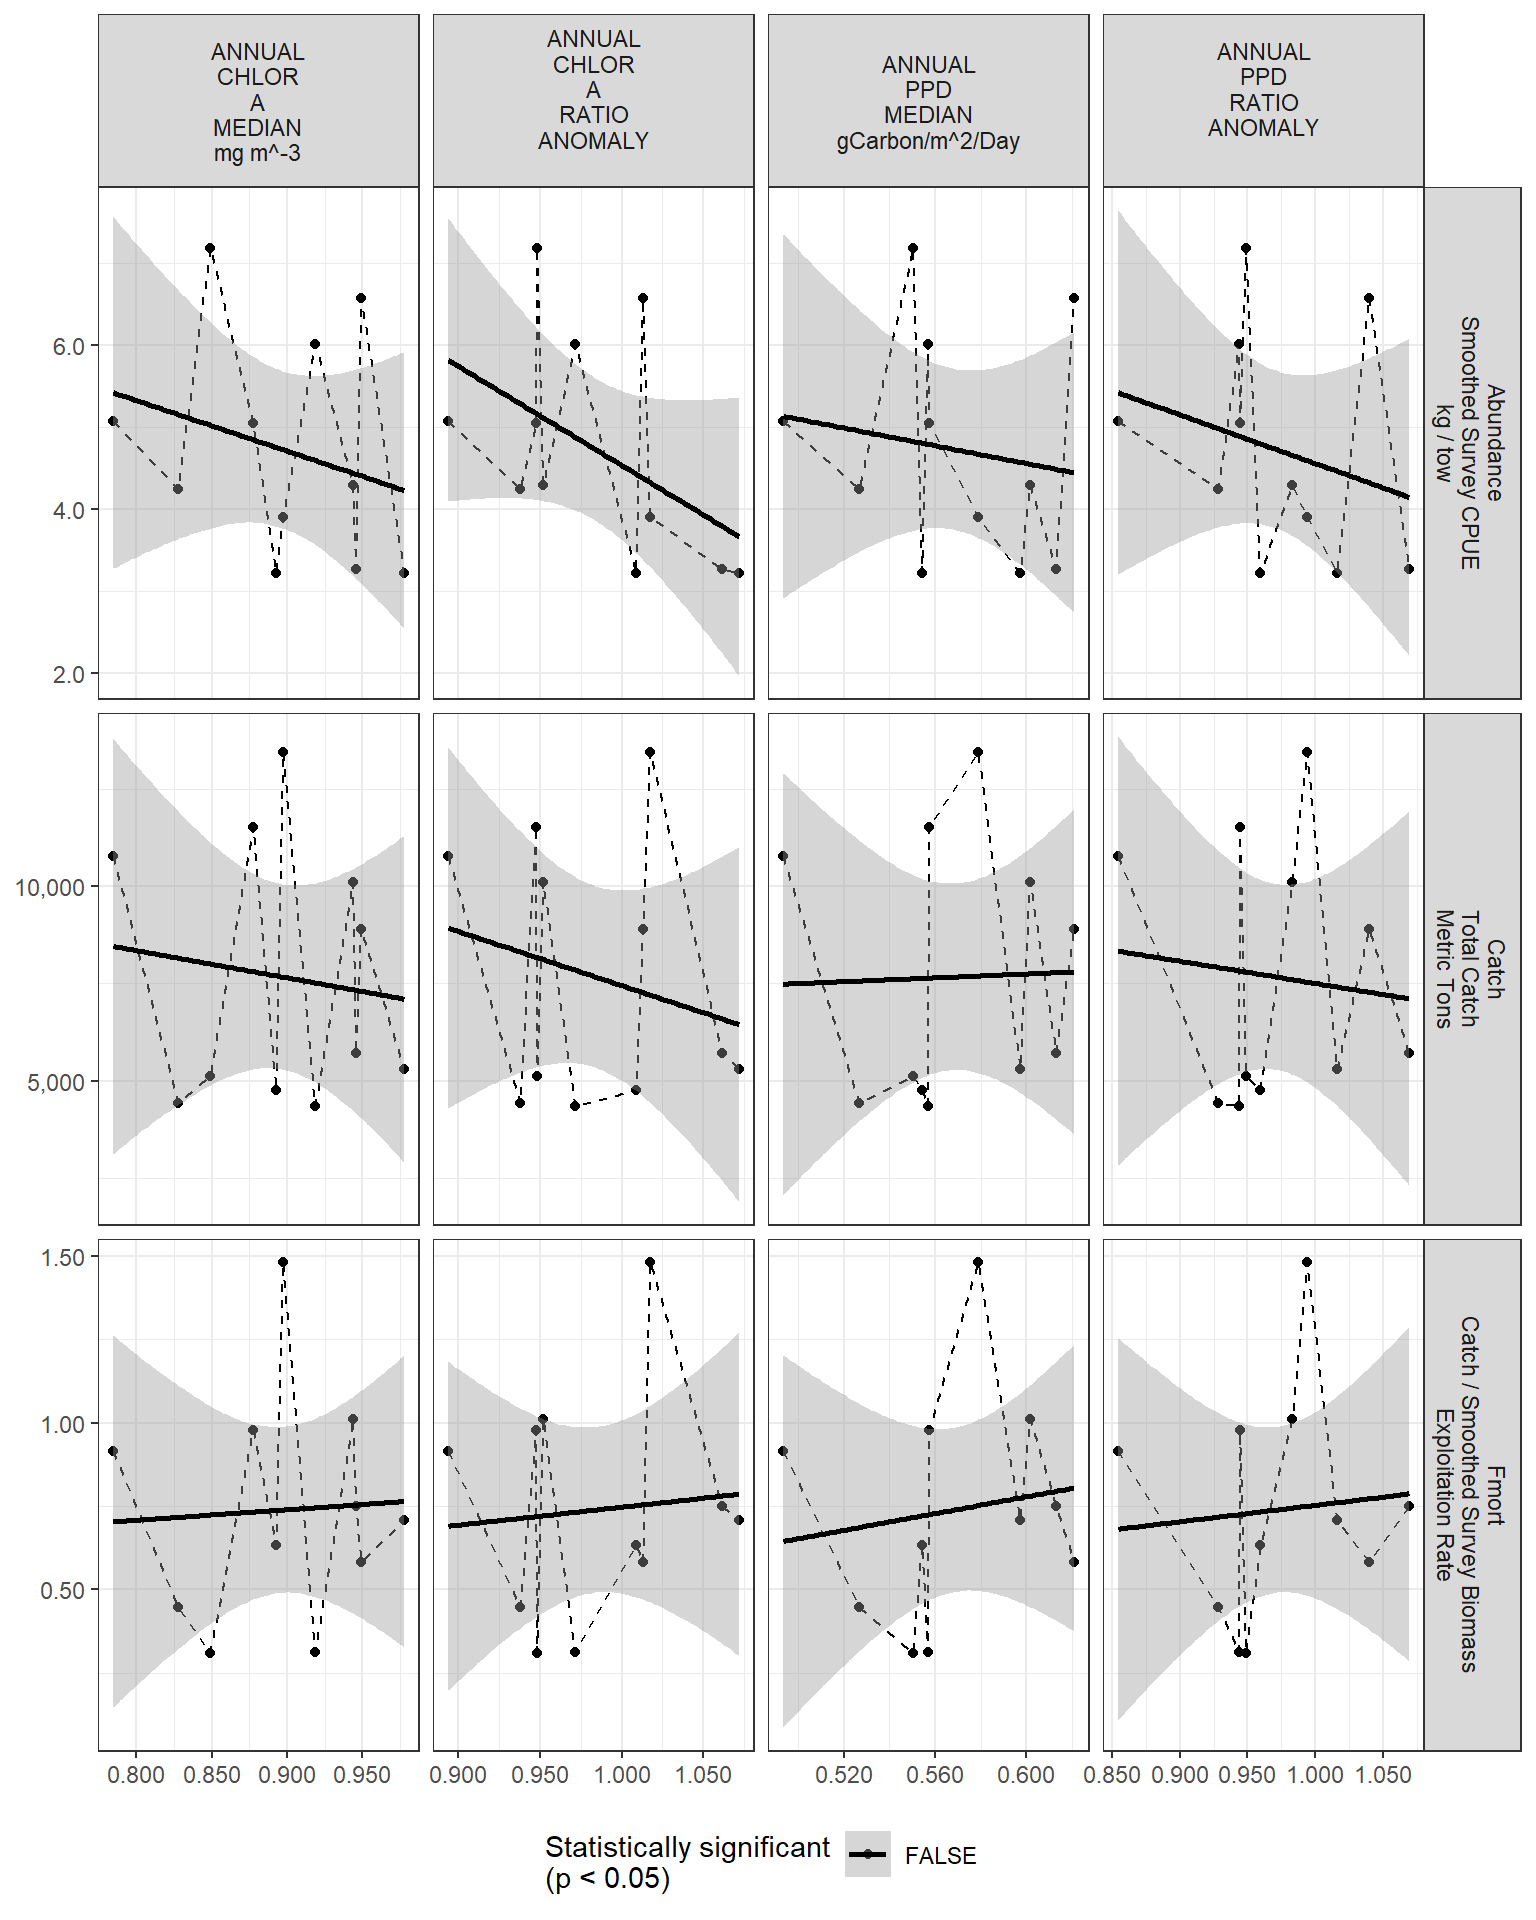 ANNUAL
CHLOR
A
MEDIAN
mg m^-3
ANNUAL
CHLOR
A
RATIO
ANOMALY
ANNUAL
PPD
MEDIAN
gCarbon/m^2/Day
ANNUAL
PPD
RATIO
ANOMALY
6.0
4.0
2.0
Abundance
Smoothed Survey CPUE
kg / tow
10,000
5,000
Catch
Total Catch
Metric Tons
1.50
1.00
0.50
Fmort
Catch / Smoothed Survey Biomass
Exploitation Rate
0.800 0.850 0.900 0.950
0.900 0.950 1.000 1.050
0.520 0.560 0.600
0.850 0.900 0.950 1.000 1.050
Statistically significant
(p < 0.05)
FALSE